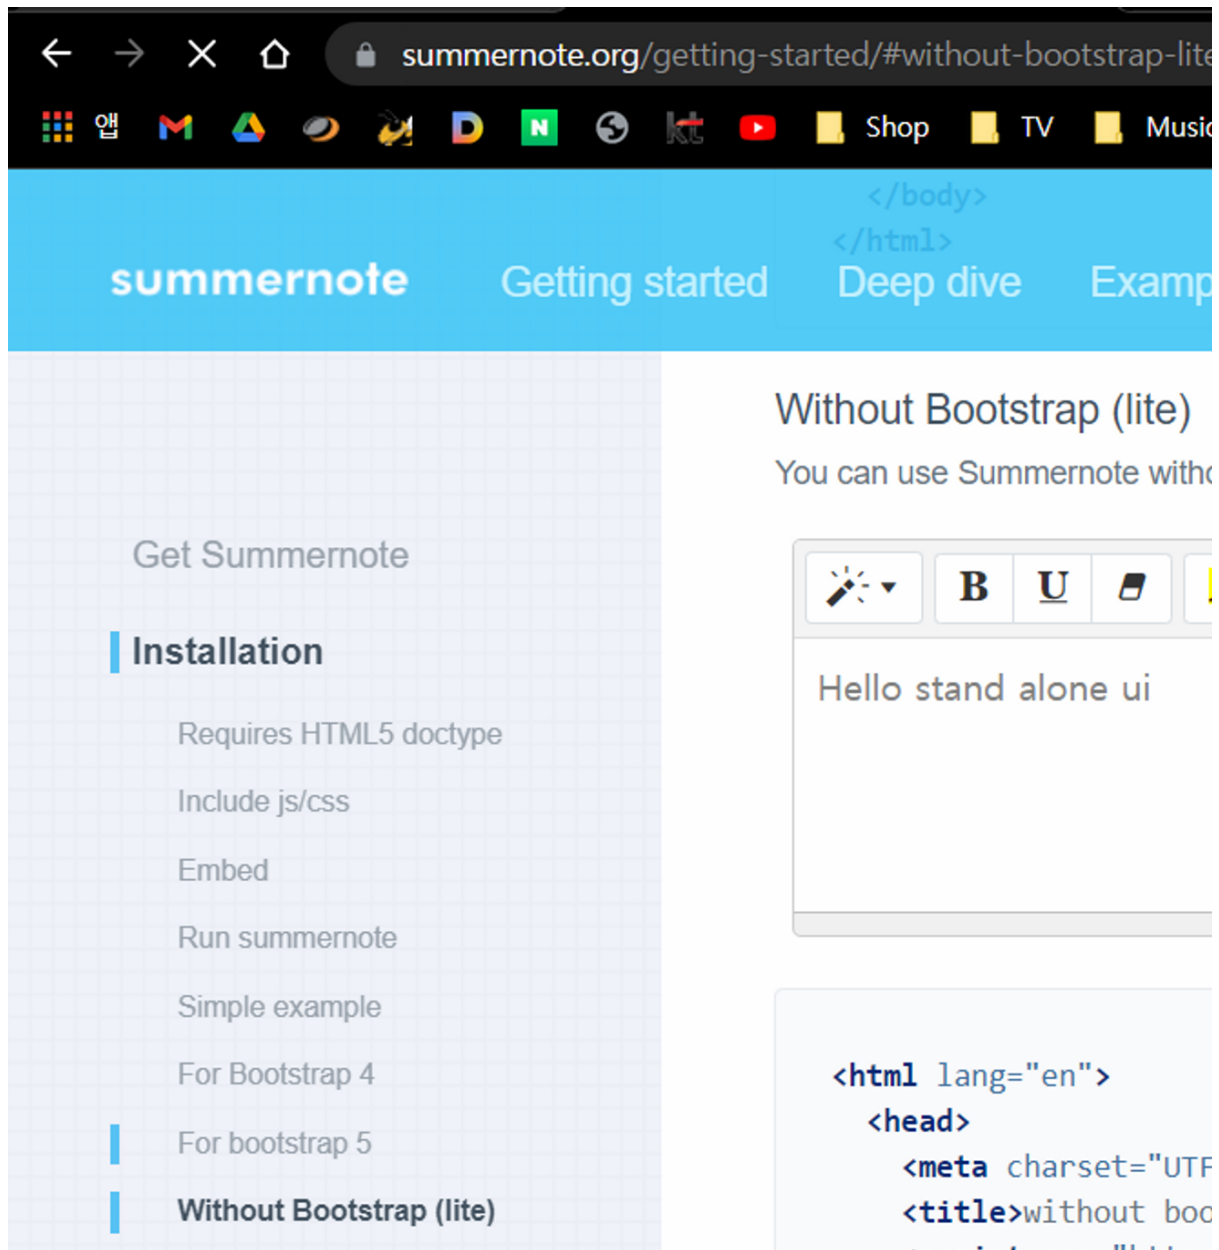 summernote.org/getting-started/#without-bootstrap-lite
앱 N kt Shop TV Music
</body>
</html>
summernote Getting started Deep dive Examp
Without Bootstrap (lite)
You can use Summernote witho
Get Summernote
B U
Installation
Hello stand alone ui
Requires HTML5 doctype
Include js/css
Embed
Run summernote
Simple example
For Bootstrap 4
For bootstrap 5
Without Bootstrap (lite)
<html lang="en">
<head>
<meta charset="UTF
<title>without boo